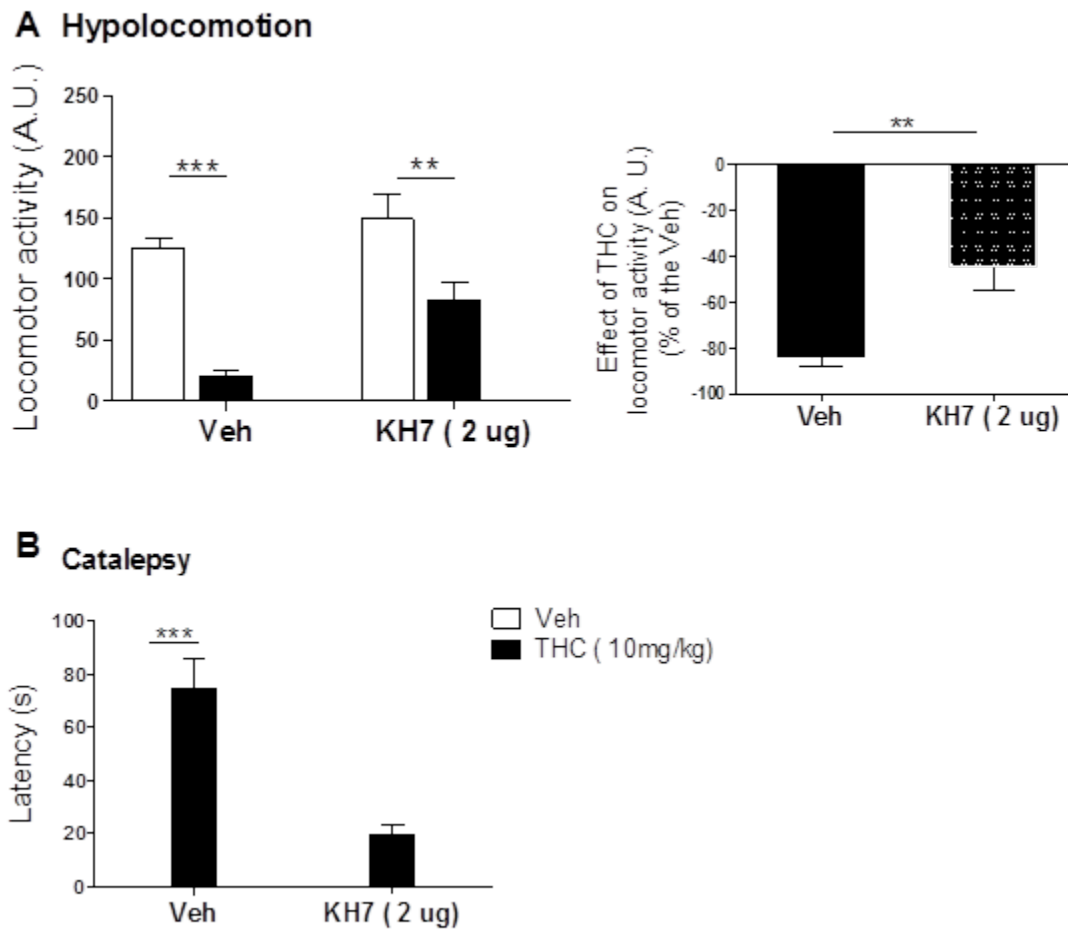 A Hypolocomotion
Locomotor activity (A.U.)
250
200
150
100
50
0
***
**
Veh
KH7 ( 2 ug)
Effect of THC on
locomotor activity (A. U.)
(% of the Veh)
**
0
-20
-40
-60
-80
-100
Veh
KH7 ( 2 ug)
B Catalepsy
Latency (s)
100
80
60
40
20
0
***
Veh
KH7 ( 2 ug)
Veh
THC ( 10mg/kg)